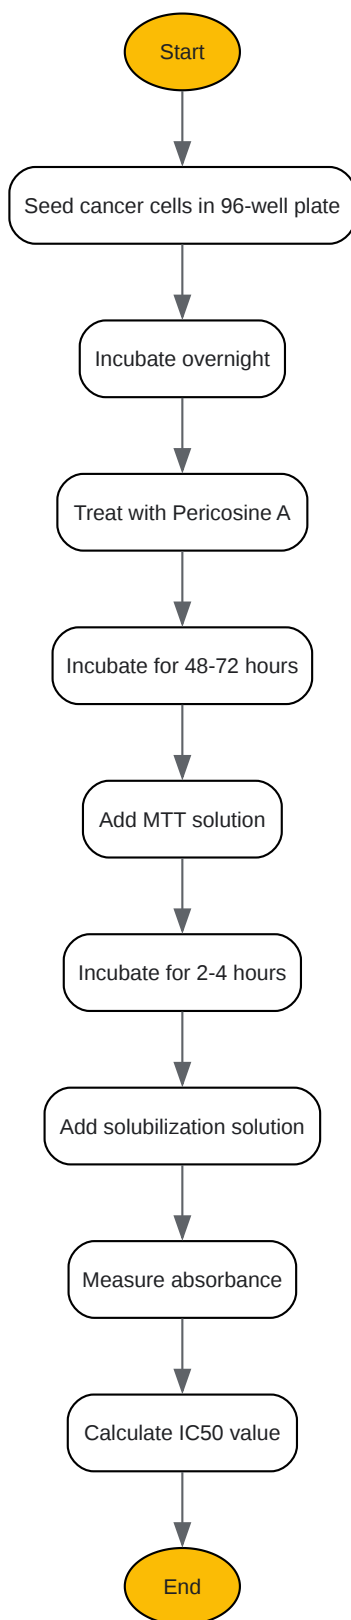 Start
Seed cancer cells in 96-well plate
Incubate overnight
Treat with Pericosine A
Incubate for 48-72 hours
Add MTT solution
Incubate for 2-4 hours
Add solubilization solution
Measure absorbance
Calculate IC50 value
End